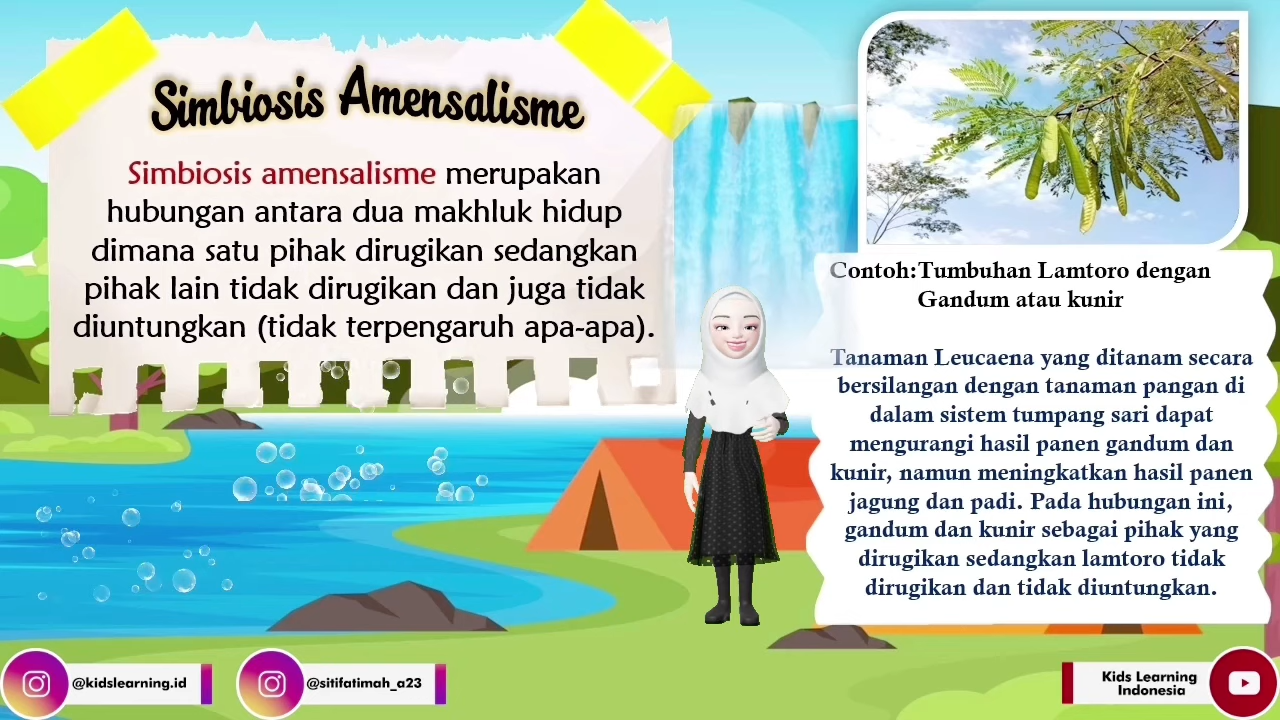 Simbiosis Amensalisme
Simbiosis amensalisme merupakan
hubungan antara dua makhluk hidup
dimana satu pihak dirugikan sedangkan
pihak lain tidak dirugikan dan juga tidak
diuntungkan (tidak terpengaruh apa-apa).
Contoh:Tumbuhan Lamtoro dengan
Gandum atau kunir
Tanaman Leucaena yang ditanam secara
bersilangan dengan tanaman pangan di
dalam sistem tumpang sari dapat
mengurangi hasil panen gandum dan
kunir, namun meningkatkan hasil panen
jagung dan padi. Pada hubungan ini,
gandum dan kunir sebagai pihak yang
dirugikan sedangkan lamtoro tidak
dirugikan dan tidak diuntungkan.
@kidslearning.id
@sitifatimah_a23
Kids Learning
Indonesia